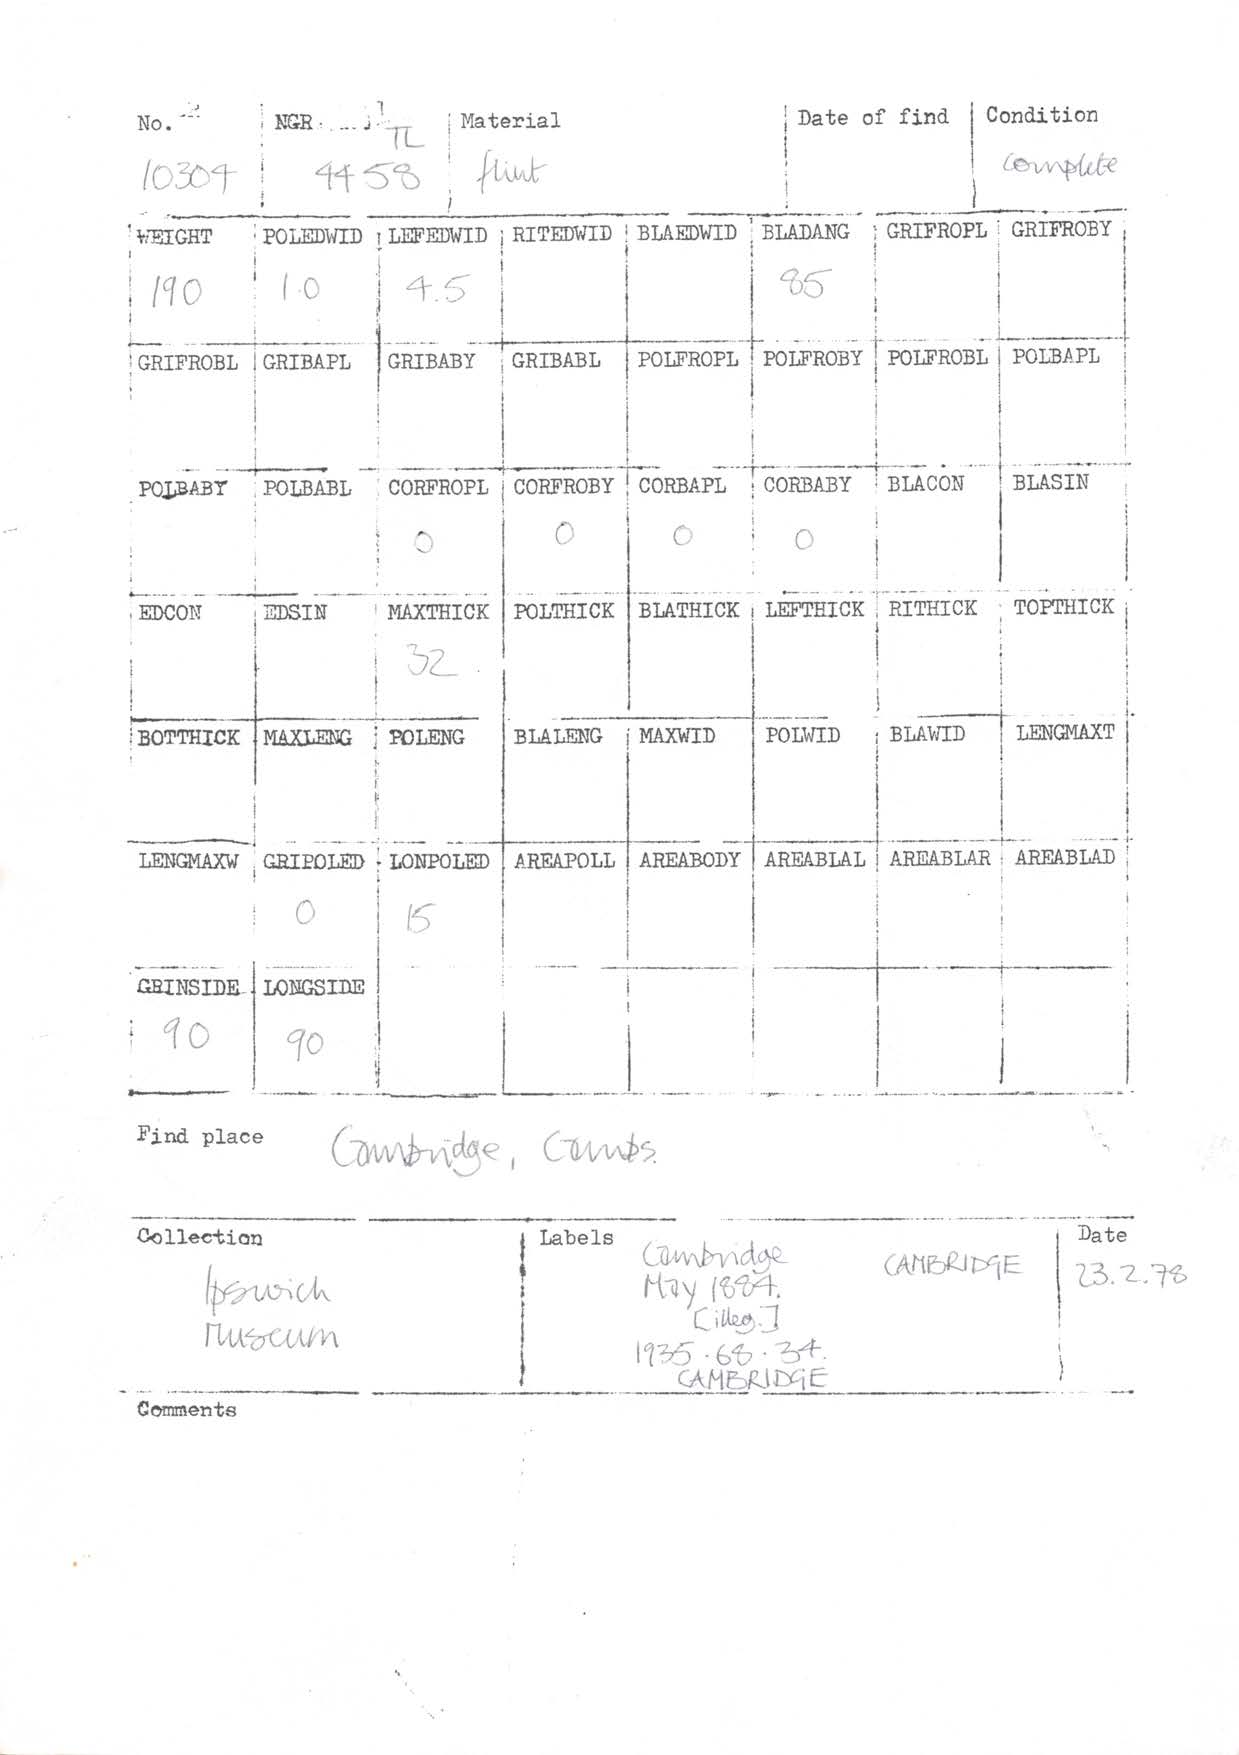 No. NGR Material Date of find Condition
10304 TL 4458 flint complete
WEIGHT POLEDWID LEFEDWID RITEDWID BLAEDWID BLADANG GRIFROPL GRIFROBY
190 1.0 4.5 85
GRIFROBL GRIBAPL GRIBABY GRIBABL POLFROPL POLFROBY POLFROBL POLBAPL
POLBABY POLBABL CORFROPL CORFROBY CORBAPL CORBABY BLACON BLASIN
0 0 0 0
EDCON EDSIN MAXTHICK POLTHICK BLATHICK LEFTHICK RITHICK TOPTHICK
32
BOTTHICK MAXLENG POLENG BLALENG MAXWID POLWID BLAWID LENGMAXT
LENGMAXW GRIPOLED LONPOLED AREAPOLL AREABODY AREABLAL AREABLAR AREABLAD
0 15
GRINSIDE LONGSIDE
90 90
Find place Cambridge, Cambs.
Collection Labels Date
Ipswich
Museum
Cambridge
May 1884.
[illeg.]
1935.68.34.
CAMBRIDGE
CAMBRIDGE
23.2.78
Comments